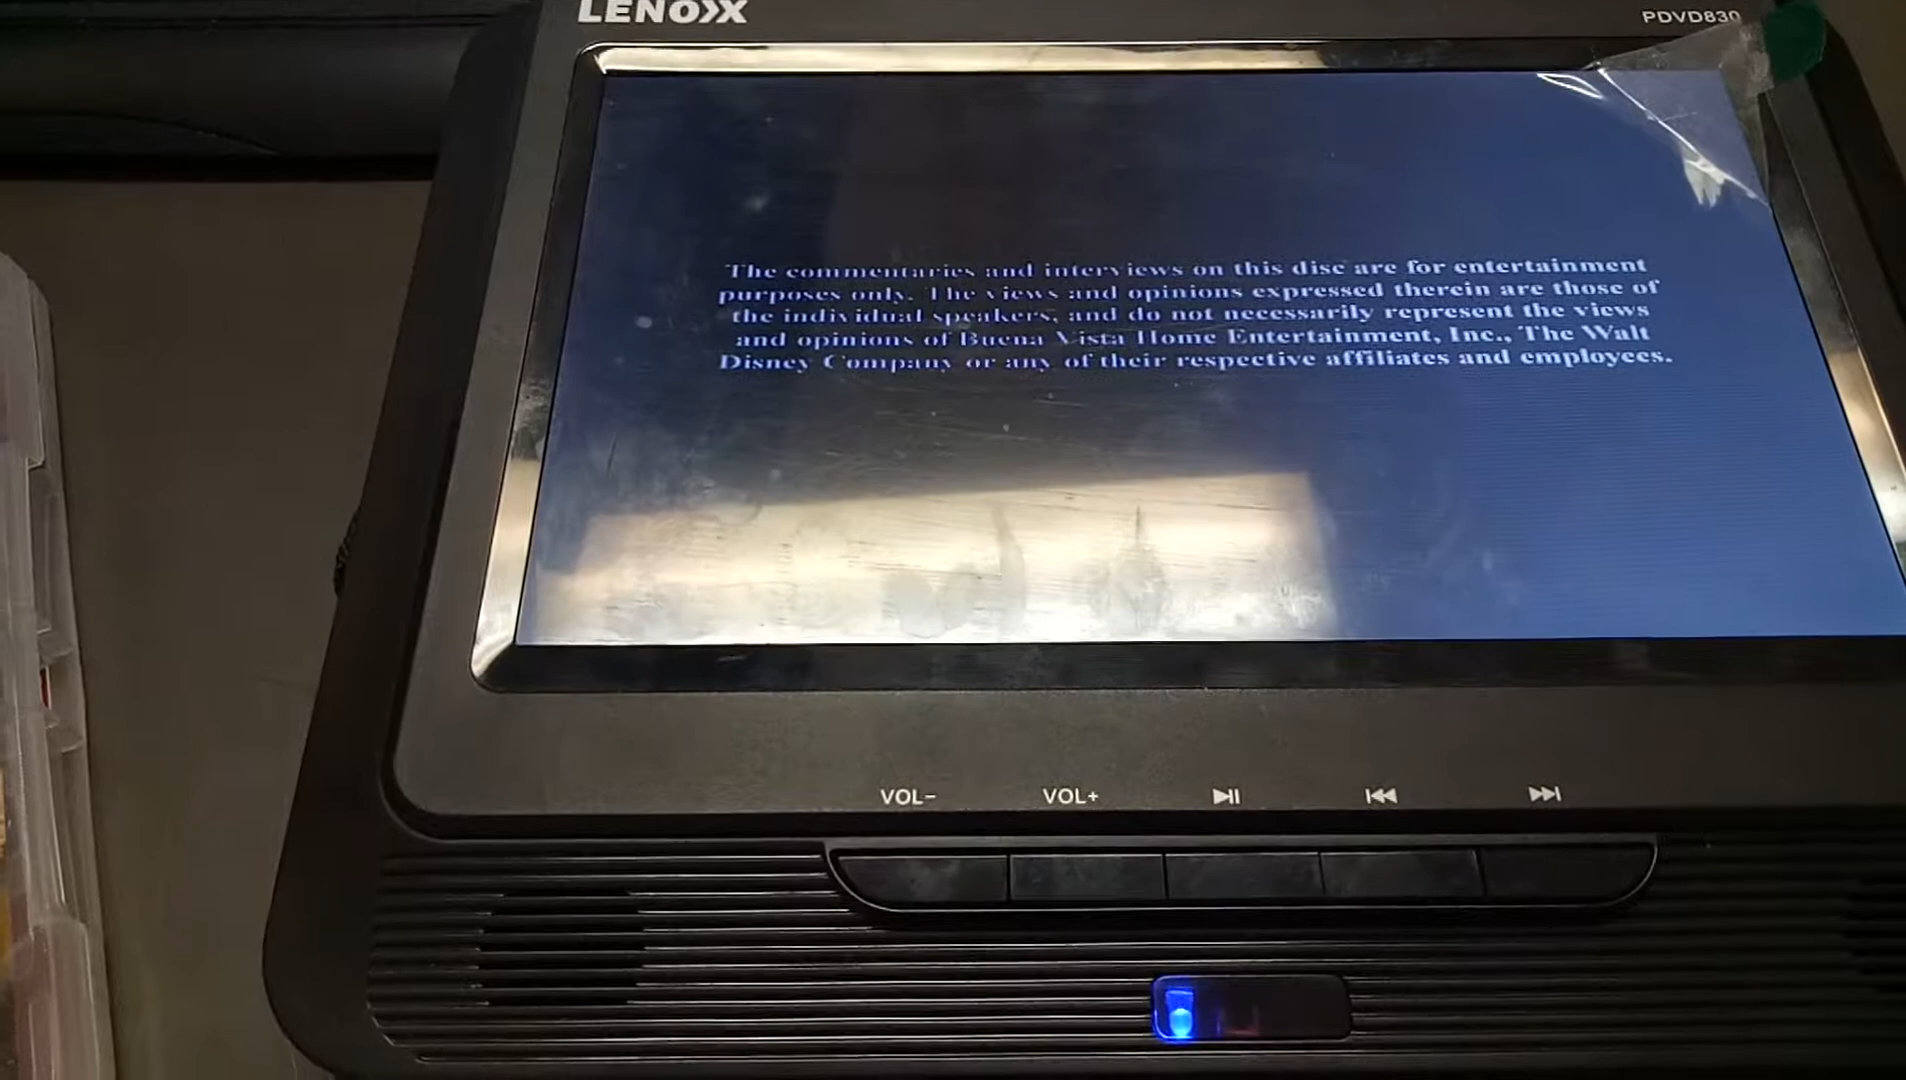 LENOXX
PDVD830
The commentaries and interviews on this disc are for entertainment
purposes only. The views and opinions expressed therein are those of
the individual speakers, and do not necessarily represent the views
and opinions of Buena Vista Home Entertainment, Inc., The Walt
Disney Company or any of their respective affiliates and employees.
VOL- VOL+